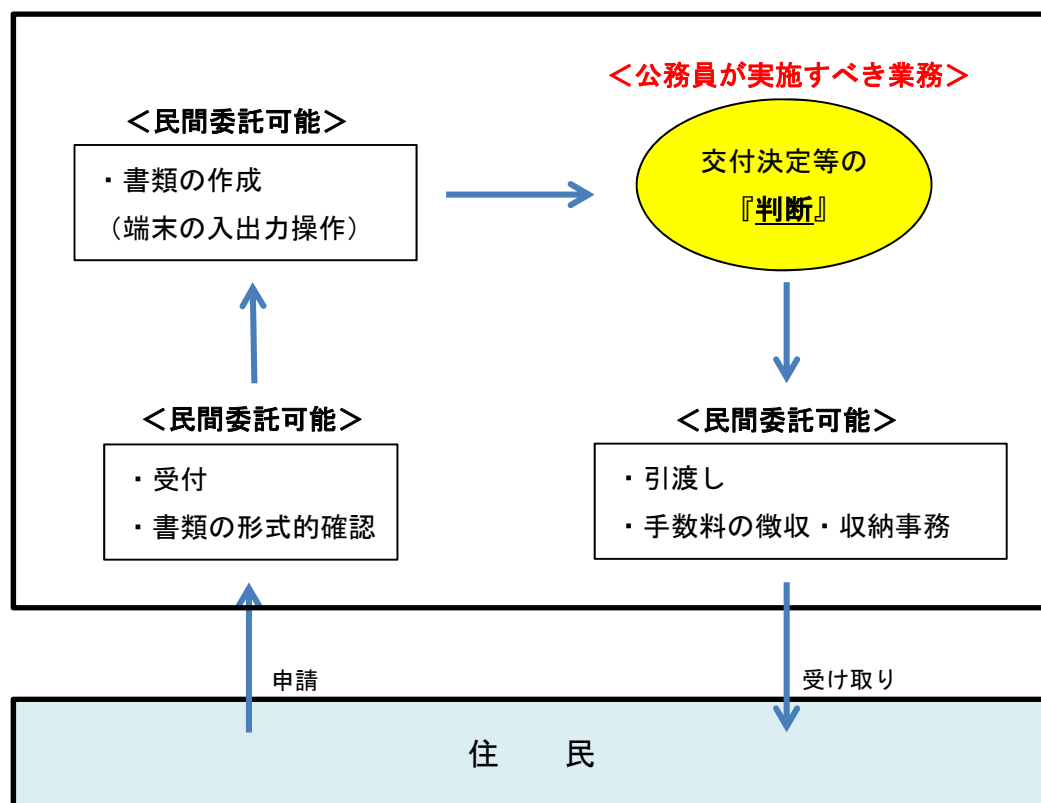 ＜公務員が実施すべき業務＞
＜民間委託可能＞
・書類の作成
（端末の入出力操作）
交付決定等の
『判断』
＜民間委託可能＞
・受付
・書類の形式的確認
＜民間委託可能＞
・引渡し
・手数料の徴収・収納事務
申請
受け取り
住　　民